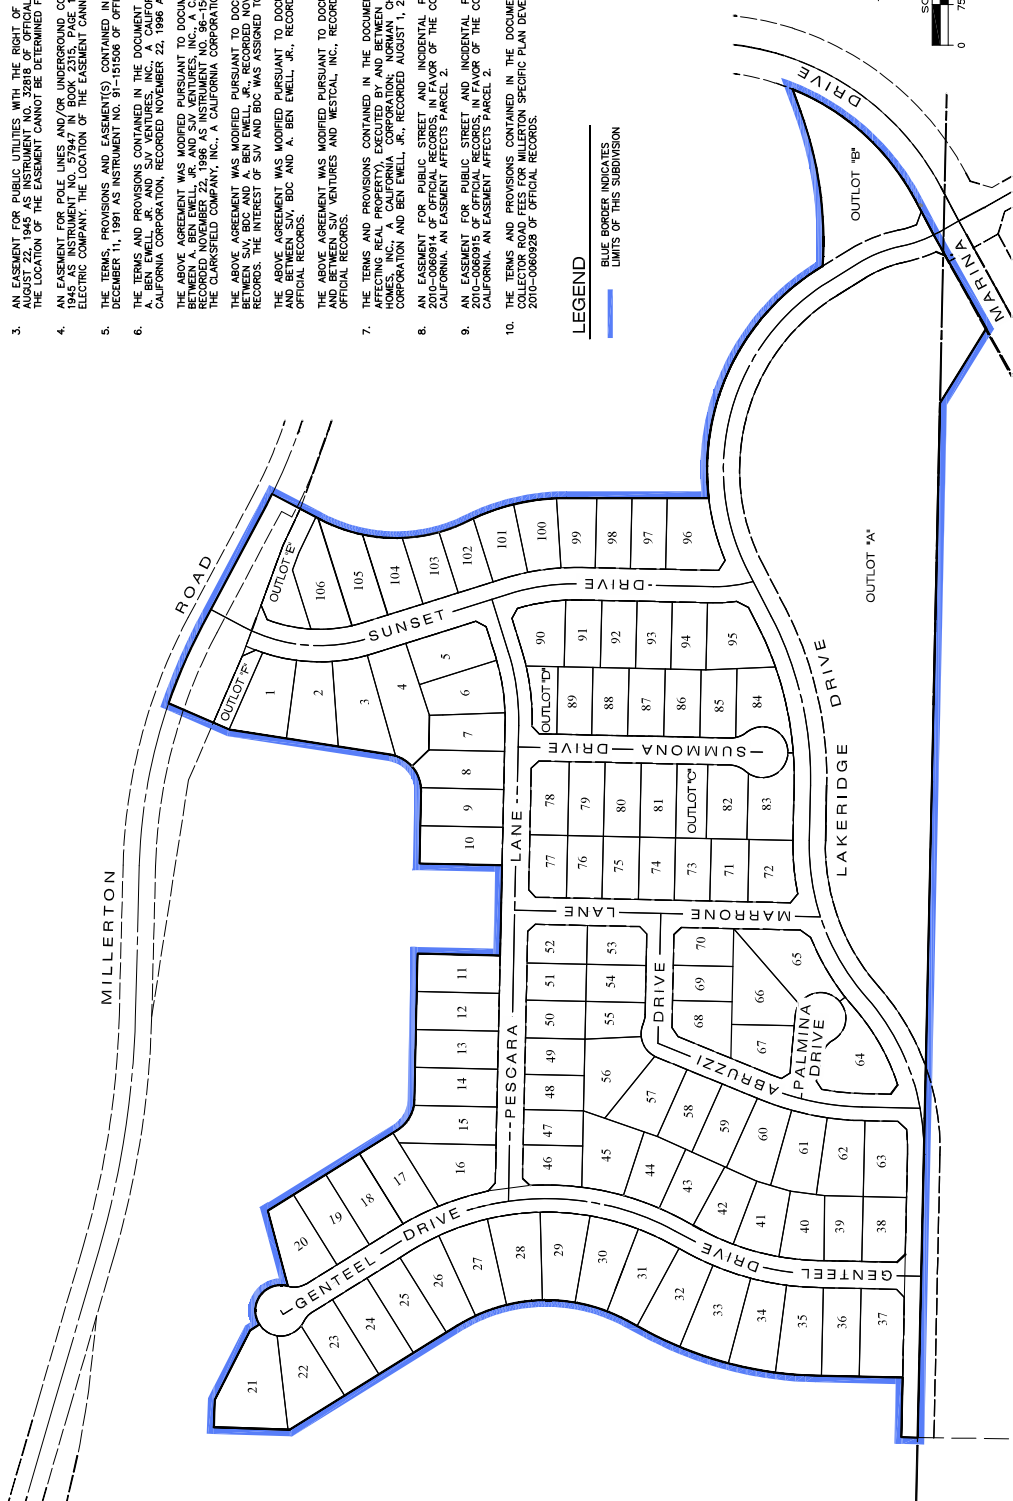 3. AN EASEMENT FOR PUBLIC UTILITIES WITH THE RIGHT OF
AUGUST 22, 1945 AS INSTRUMENT NO. 32818 OF OFFICIAL
THE LOCATION OF THE EASEMENT CANNOT BE DETERMINED F
4. AN EASEMENT FOR POLE LINES AND/OR UNDERGROUND CO
1945 AS INSTRUMENT NO. 57947 IN BOOK 2315, PAGE 1
ELECTRIC COMPANY. THE LOCATION OF THE EASEMENT CANN
5. THE TERMS, PROVISIONS AND EASEMENT(S) CONTAINED IN
DECEMBER 11, 1991 AS INSTRUMENT NO. 91-151506 OF OFFI
6. THE TERMS AND PROVISIONS CONTAINED IN THE DOCUMENT
A. BEN EWELL, JR. AND SJV VENTURES, INC., A CALIFOR
CALIFORNIA CORPORATION, RECORDED NOVEMBER 22, 1996 A
THE ABOVE AGREEMENT WAS MODIFIED PURSUANT TO DOCUM
BETWEEN A. BEN EWELL, JR. AND SJV VENTURES, INC., A C
RECORDED NOVEMBER 22, 1996 AS INSTRUMENT NO. 96-15
THE CLARKSFIELD COMPANY, INC., A CALIFORNIA CORPORATIO
THE ABOVE AGREEMENT WAS MODIFIED PURSUANT TO DOC
BETWEEN SJV, BDC AND A. BEN EWELL, JR., RECORDED NOV
RECORDS. THE INTEREST OF SJV AND BDC WAS ASSIGNED TO
THE ABOVE AGREEMENT WAS MODIFIED PURSUANT TO DOC
AND BETWEEN SJV, BDC AND A. BEN EWELL, JR., RECORD
OFFICIAL RECORDS.
THE ABOVE AGREEMENT WAS MODIFIED PURSUANT TO DOC
AND BETWEEN SJV VENTURES AND WESTCAL, INC., RECORD
OFFICIAL RECORDS.
7. THE TERMS AND PROVISIONS CONTAINED IN THE DOCUMEN
AFFECTING REAL PROPERTY), EXECUTED BY AND BETWEEN
HOMES, INC., A CALIFORNIA CORPORATION; NORMAN CH
CORPORATION AND BEN EWELL, JR., RECORDED AUGUST 1, 2
8. AN EASEMENT FOR PUBLIC STREET AND INCIDENTAL F
2010-0060914 OF OFFICIAL RECORDS, IN FAVOR OF THE CO
CALIFORNIA. AN EASEMENT AFFECTS PARCEL 2.
9. AN EASEMENT FOR PUBLIC STREET AND INCIDENTAL F
2010-0060915 OF OFFICIAL RECORDS, IN FAVOR OF THE CO
CALIFORNIA. AN EASEMENT AFFECTS PARCEL 2.
10. THE TERMS AND PROVISIONS CONTAINED IN THE DOCUME
COLLECTOR ROAD FEES FOR MILLERTON SPECIFIC PLAN DEVE
2010-0060928 OF OFFICIAL RECORDS.
LEGEND
BLUE BORDER INDICATES
LIMITS OF THIS SUBDIVISION
SC
0
75
MILLERTON
ROAD
OUTLOT "F"
OUTLOT "E"
1
2
3
4
5
6
7
8
9
10
11
12
13
14
15
16
17
18
19
20
21
22
23
24
25
26
27
28
29
30
31
32
33
34
35
36
37
38
39
40
41
42
43
44
45
46
47
48
49
50
51
52
53
54
55
56
57
58
59
60
61
62
63
64
65
66
67
68
69
70
71
72
73
74
75
76
77
78
79
80
81
OUTLOT "C"
82
83
84
85
86
87
88
89
OUTLOT "D"
90
91
92
93
94
95
96
97
98
99
100
101
102
103
104
105
106
SUNSET
DRIVE
PESCARA
LANE
SUMMONA
DRIVE
MARRONE
LANE
ABRUZZI
DRIVE
PALMINA
DRIVE
GENTEEL
DRIVE
GENTEEL
DRIVE
LAKERIDGE
DRIVE
OUTLOT "A"
OUTLOT "B"
MARINA
DRIVE